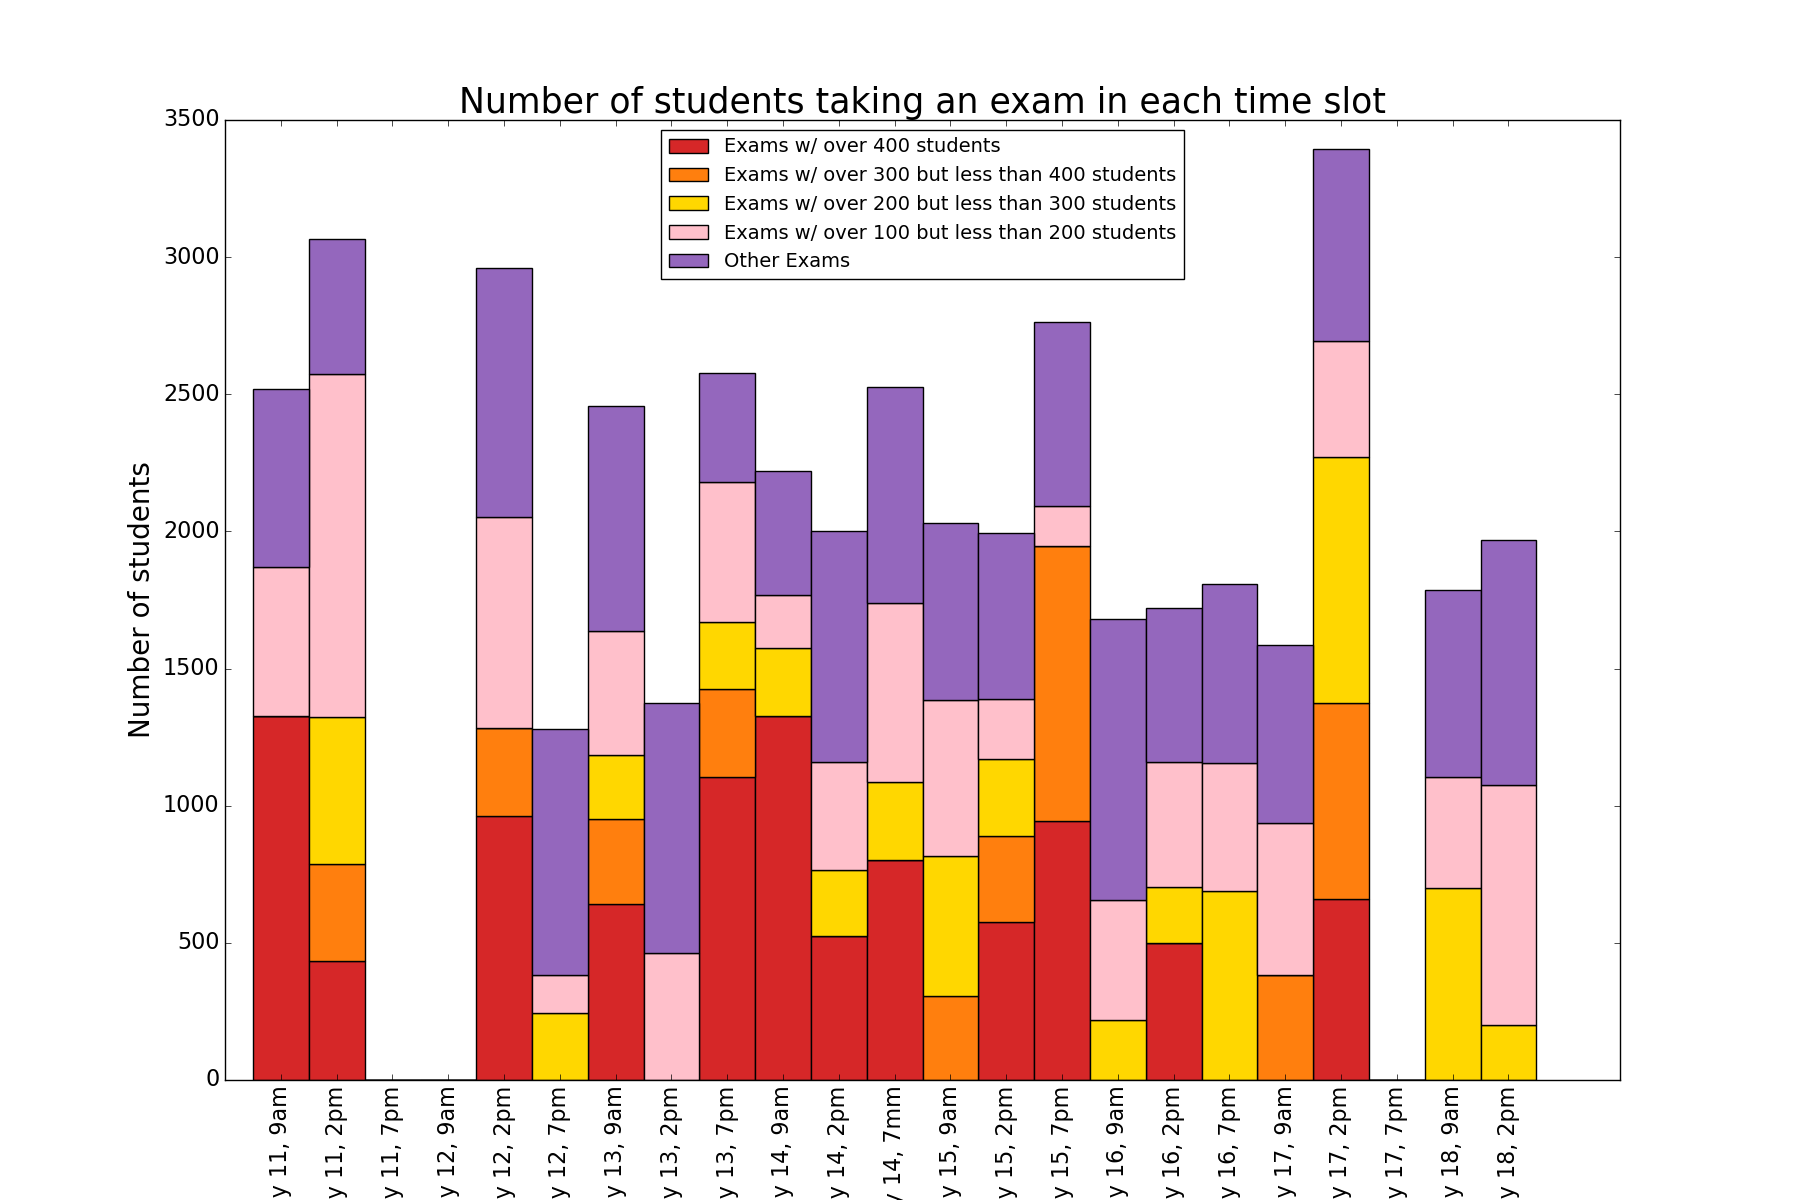 Number of students taking an exam in each time slot
Exams w/ over 400 students
Exams w/ over 300 but less than 400 students
Exams w/ over 200 but less than 300 students
Exams w/ over 100 but less than 200 students
Other Exams
Number of students
3500
3000
2500
2000
1500
1000
500
0
y 11, 9am
y 11, 2pm
y 11, 7pm
y 12, 9am
y 12, 2pm
y 12, 7pm
y 13, 9am
y 13, 2pm
y 13, 7pm
y 14, 9am
y 14, 2pm
y 14, 7mm
y 15, 9am
y 15, 2pm
y 15, 7pm
y 16, 9am
y 16, 2pm
y 16, 7pm
y 17, 9am
y 17, 2pm
y 17, 7pm
y 18, 9am
y 18, 2pm